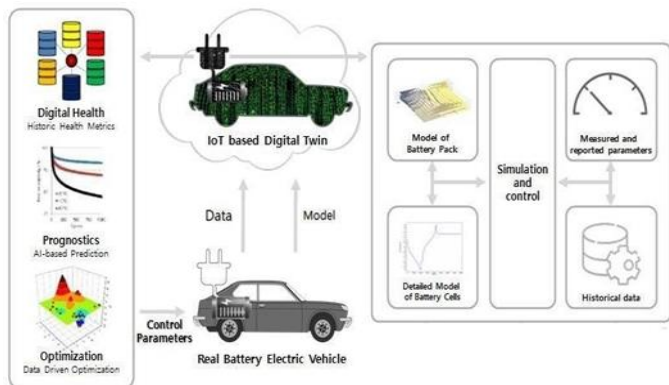 Digital Health
Historic Health Metrics
Prognostics
AI-based Prediction
Optimization
Data Driven Optimization
IoT based Digital Twin
Data
Model
Control
Parameters
Real Battery Electric Vehicle
Model of
Battery Pack
Detailed Model
of Battery Cells
Simulation
and
control
Measured and
reported parameters
Historical data